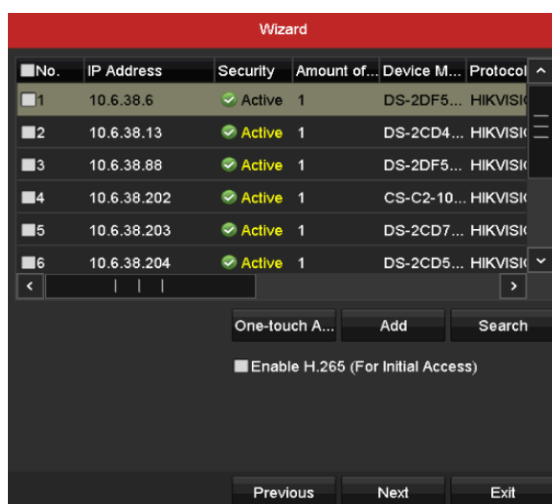 Wizard
No. IP Address Security Amount of... Device M... Protocol
1 10.6.38.6 Active 1 DS-2DF5... HIKVISI
2 10.6.38.13 Active 1 DS-2CD4... HIKVISI
3 10.6.38.88 Active 1 DS-2DF5... HIKVISI
4 10.6.38.202 Active 1 CS-C2-10... HIKVISI
5 10.6.38.203 Active 1 DS-2CD7... HIKVISI
6 10.6.38.204 Active 1 DS-2CD5... HIKVISI
One-touch A... Add Search
Enable H.265 (For Initial Access)
Previous Next Exit